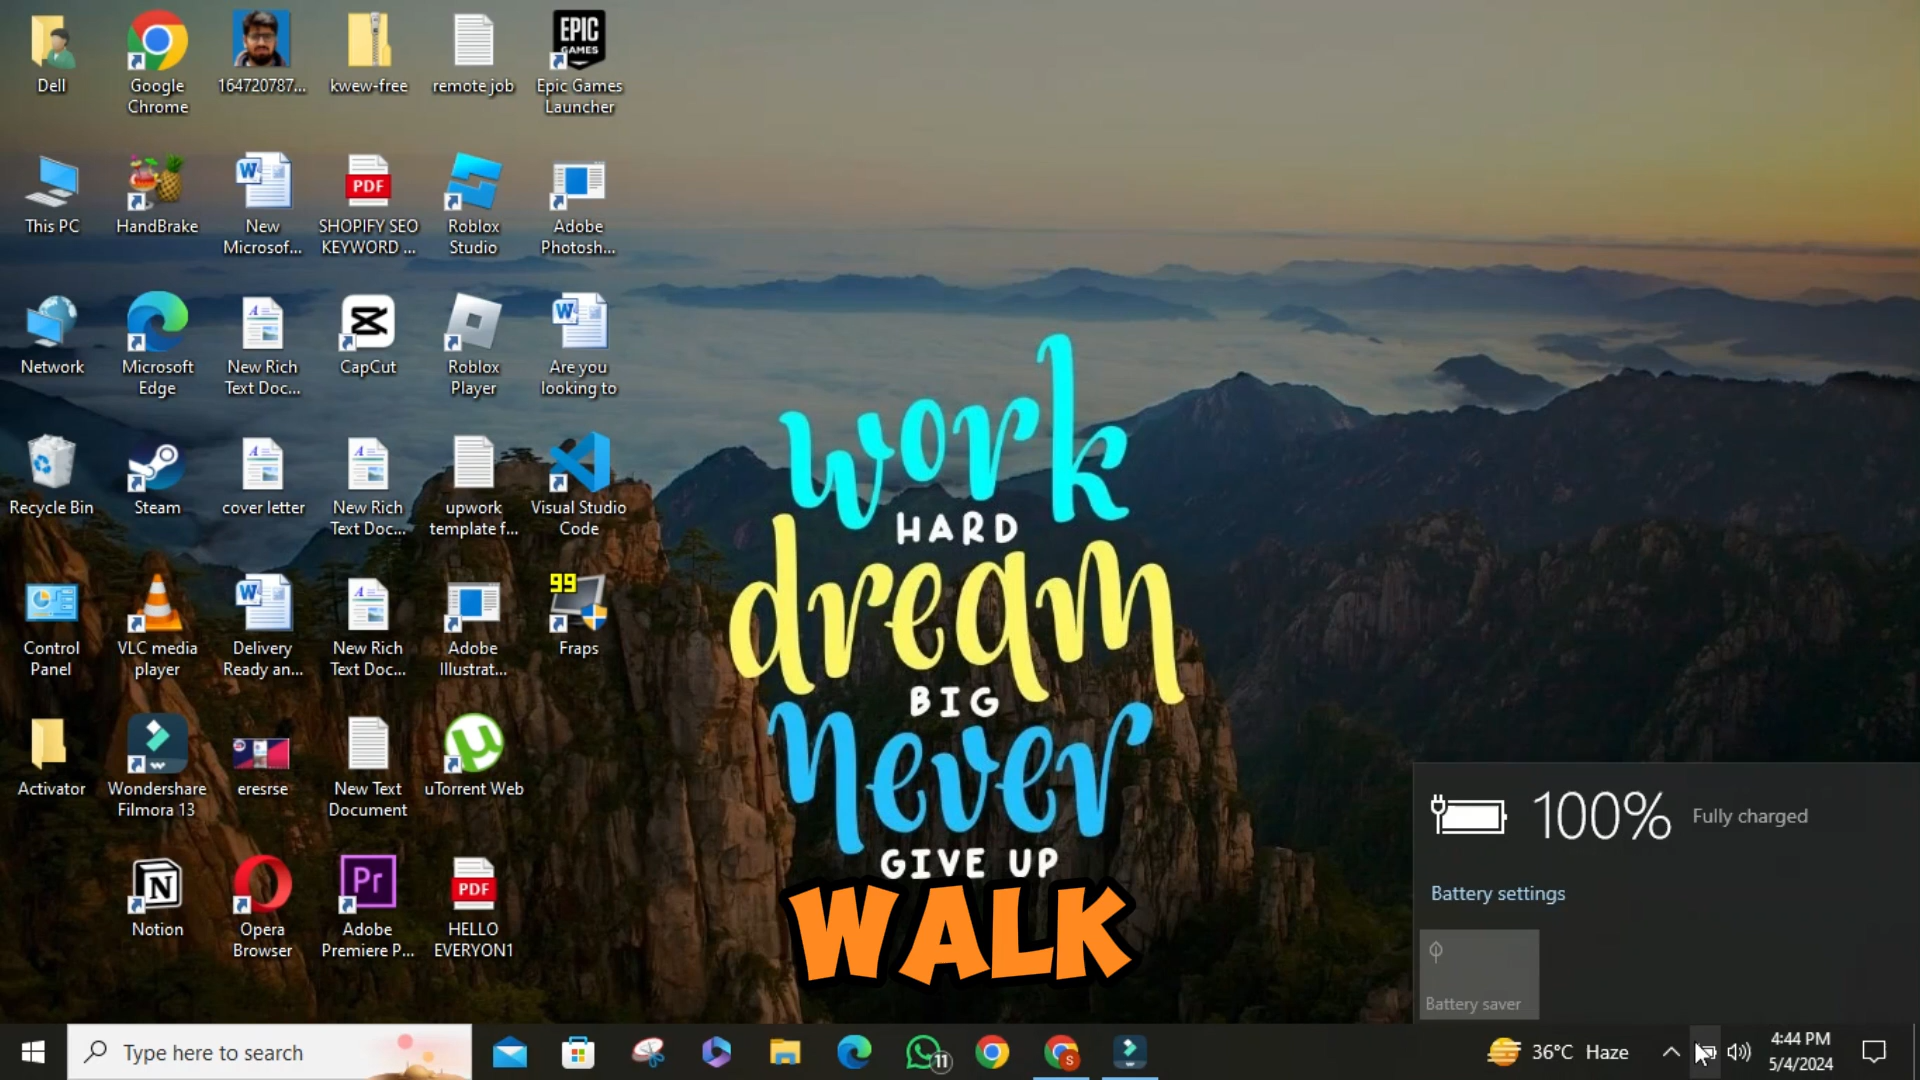 Dell
Google
Chrome
164720787...
kwew-free
remote job
EPIC
GAMES
Epic Games
Launcher
This PC
HandBrake
W
New
Microsof...
PDF
SHOPIFY SEO
KEYWORD ...
Roblox
Studio
Adobe
Photosh...
Network
Microsoft
Edge
A
New Rich
Text Doc...
CapCut
Roblox
Player
W
Are you
looking to
Recycle Bin
Steam
A
cover letter
A
New Rich
Text Doc...
upwork
template f...
Visual Studio
Code
Control
Panel
VLC media
player
W
Delivery
Ready an...
A
New Rich
Text Doc...
Adobe
Illustrat...
99
Fraps
Activator
Wondershare
Filmora 13
eresrse
New Text
Document
µ
uTorrent Web
N
Notion
Opera
Browser
Pr
Adobe
Premiere P...
PDF
HELLO
EVERYON1
work
HARD
dream
BIG
never
GIVE UP
WALK
100% Fully charged
Battery settings
Battery saver
Type here to search
11
S
36°C Haze
4:44 PM
5/4/2024